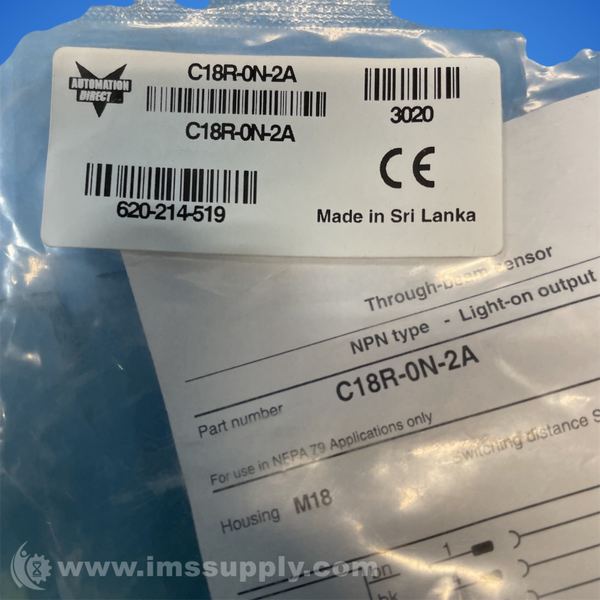 AUTOMATION
DIRECT
C18R-0N-2A
C18R-0N-2A
3020
CE
620-214-519
Made in Sri Lanka
Through-beam Sensor
NPN type - Light-on output
Part number C18R-0N-2A
For use in NFPA 79 Applications only
Switching distance S
Housing M18
bn 1
bk
www.imssupply.com